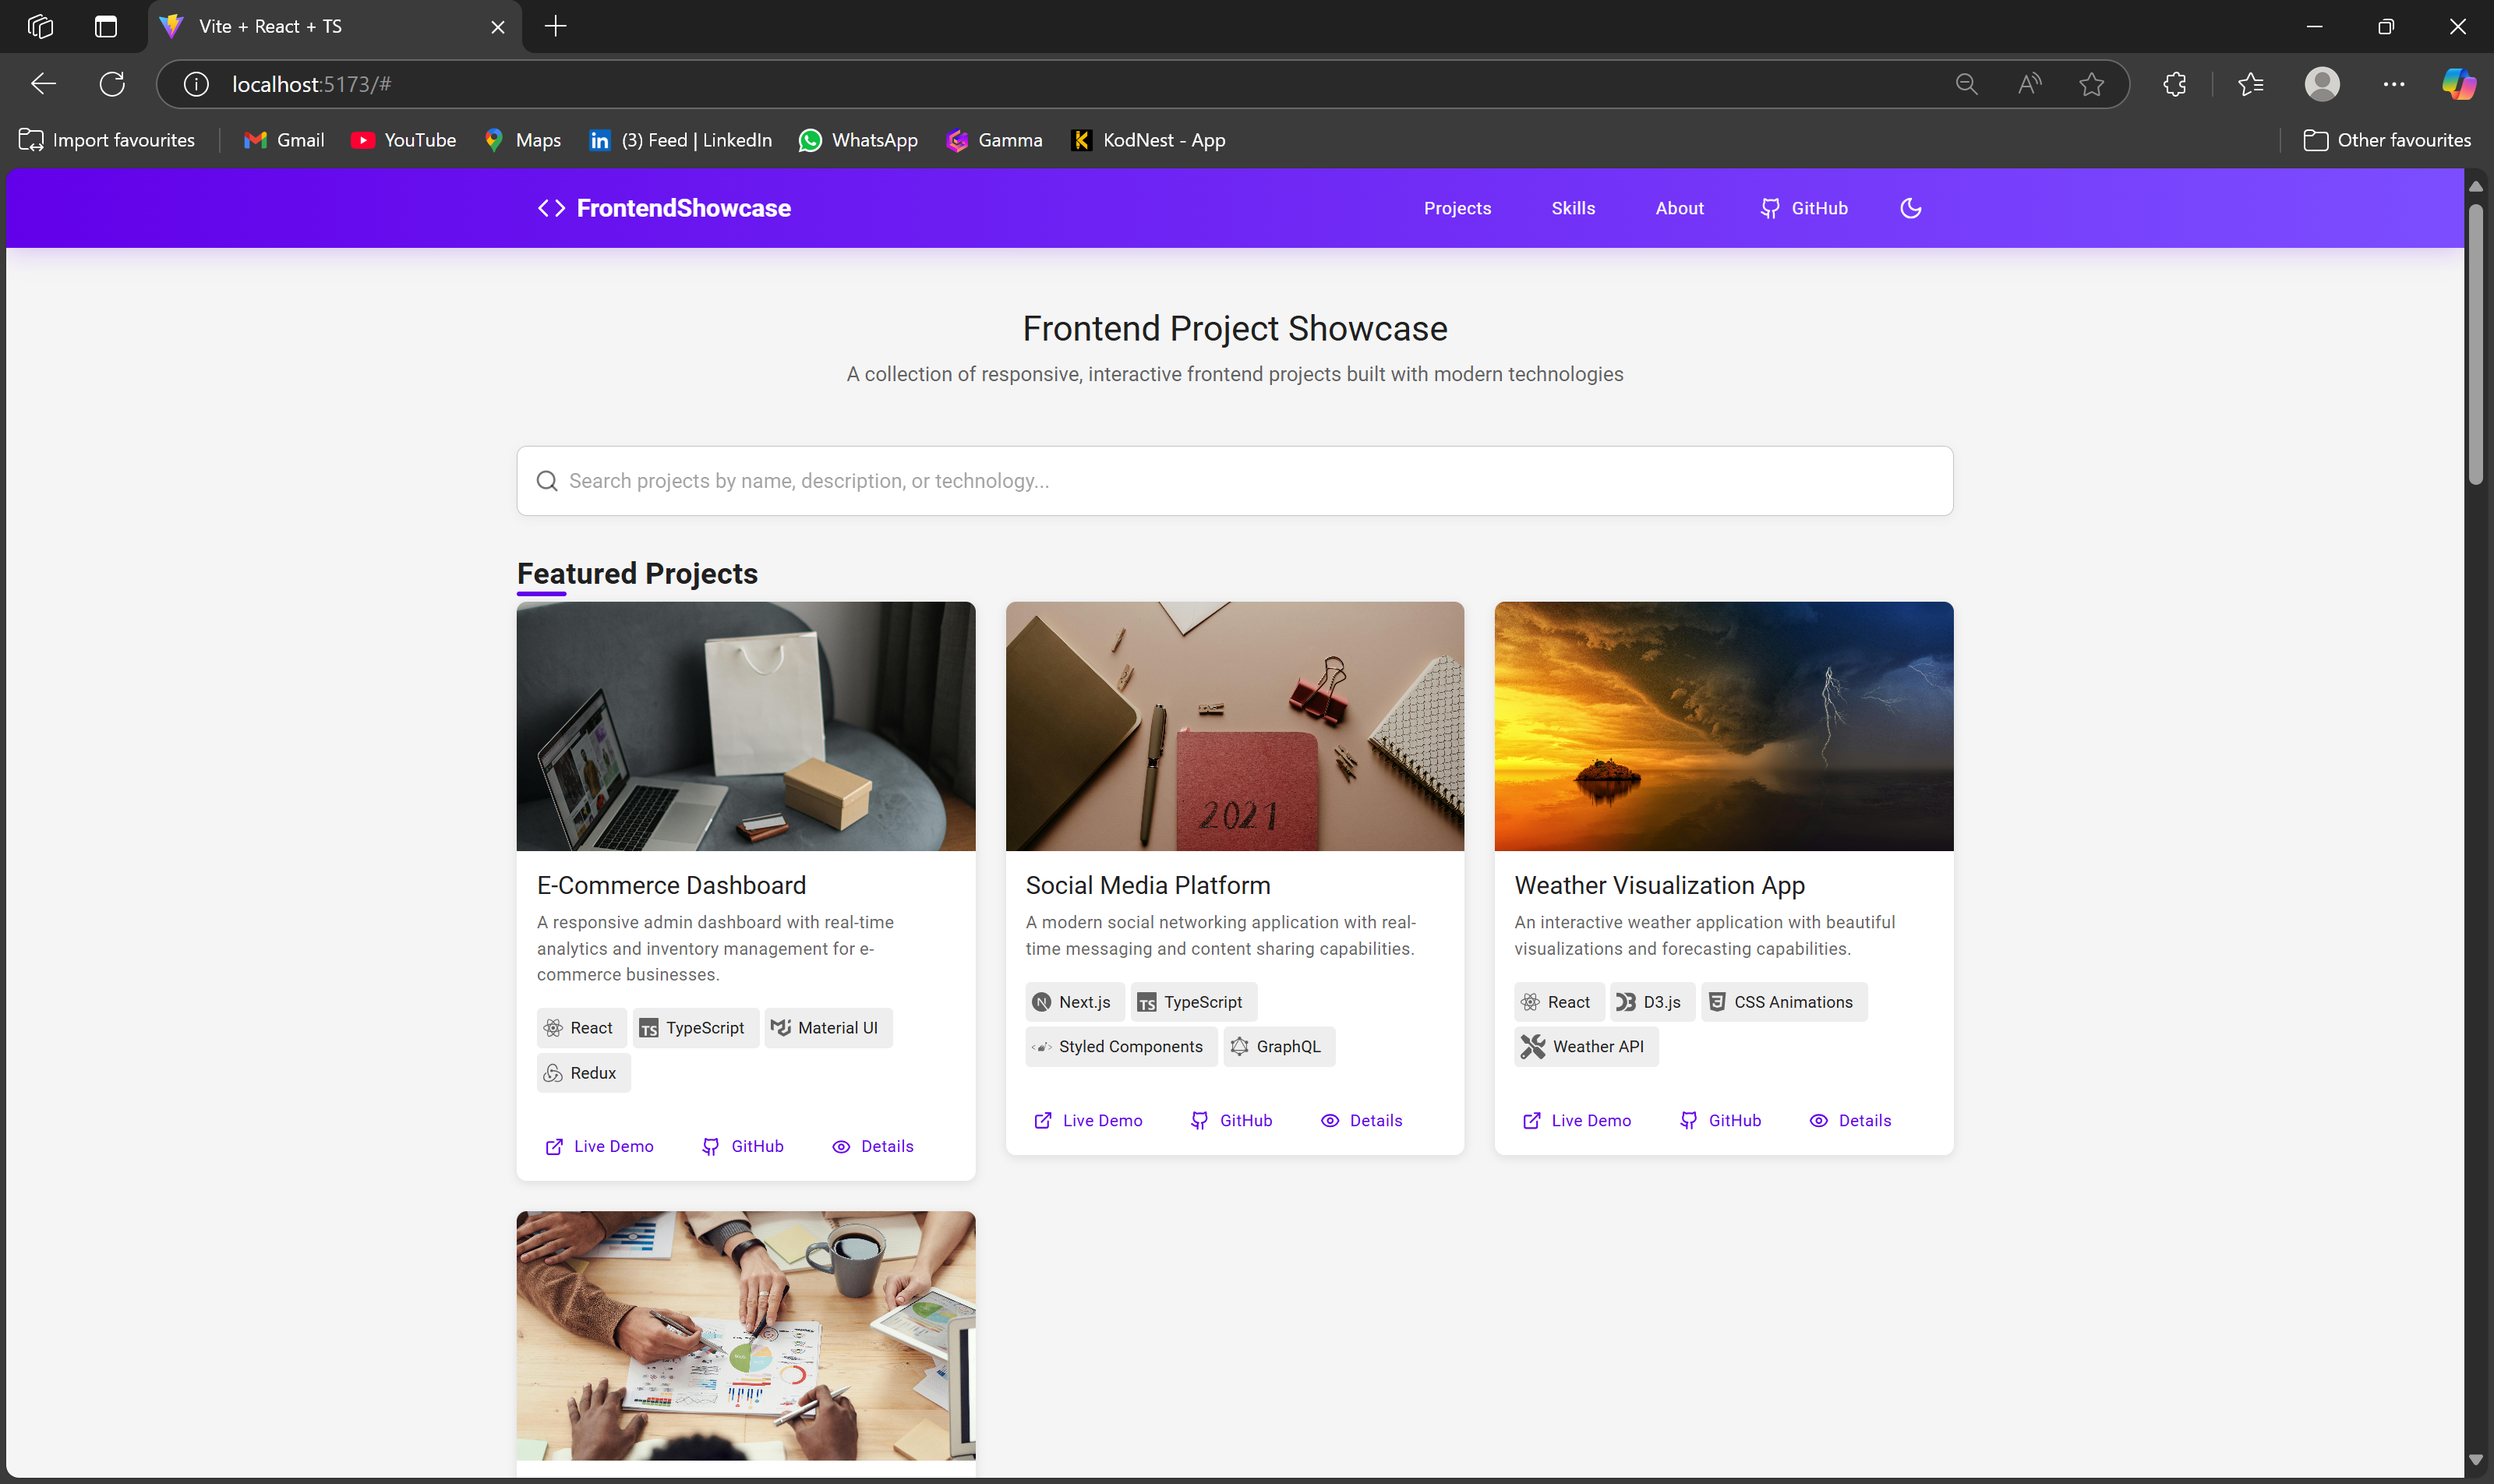 Vite + React + TS
localhost:5173/#
Import favourites
Gmail
YouTube
Maps
(3) Feed | LinkedIn
WhatsApp
Gamma
KodNest - App
Other favourites
FrontendShowcase
Projects
Skills
About
GitHub
Frontend Project Showcase
A collection of responsive, interactive frontend projects built with modern technologies
Search projects by name, description, or technology...
Featured Projects
E-Commerce Dashboard
A responsive admin dashboard with real-time
analytics and inventory management for e-
commerce businesses.
React
TS TypeScript
Material UI
Redux
Live Demo
GitHub
Details
2021
Social Media Platform
A modern social networking application with real-
time messaging and content sharing capabilities.
N Next.js
TS TypeScript
Styled Components
GraphQL
Live Demo
GitHub
Details
Weather Visualization App
An interactive weather application with beautiful
visualizations and forecasting capabilities.
React
D3.js
CSS Animations
Weather API
Live Demo
GitHub
Details